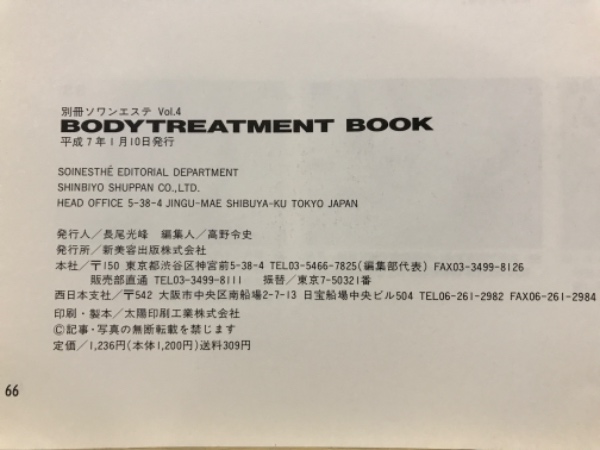 別冊ソワンエステ Vol.4
BODYTREATMENT BOOK
平成7年1月10日発行
SOINESTHÉ EDITORIAL DEPARTMENT
SHINBIYO SHUPPAN CO.,LTD.
HEAD OFFICE 5-38-4 JINGU-MAE SHIBUYA-KU TOKYO JAPAN
発行人／長尾光峰 編集人／高野令史
発行所／新美容出版株式会社
本社／〒150 東京都渋谷区神宮前5-38-4 TEL03-5466-7825(編集部代表) FAX03-3499-8126
販売部直通 TEL03-3499-8111 振替／東京7-50321番
西日本支社／〒542 大阪市中央区南船場2-7-13 日宝船場中央ビル504 TEL06-261-2982 FAX06-261-2984
印刷・製本／太陽印刷工業株式会社
©記事・写真の無断転載を禁じます
定価／1,236円(本体1,200円)送料309円
66